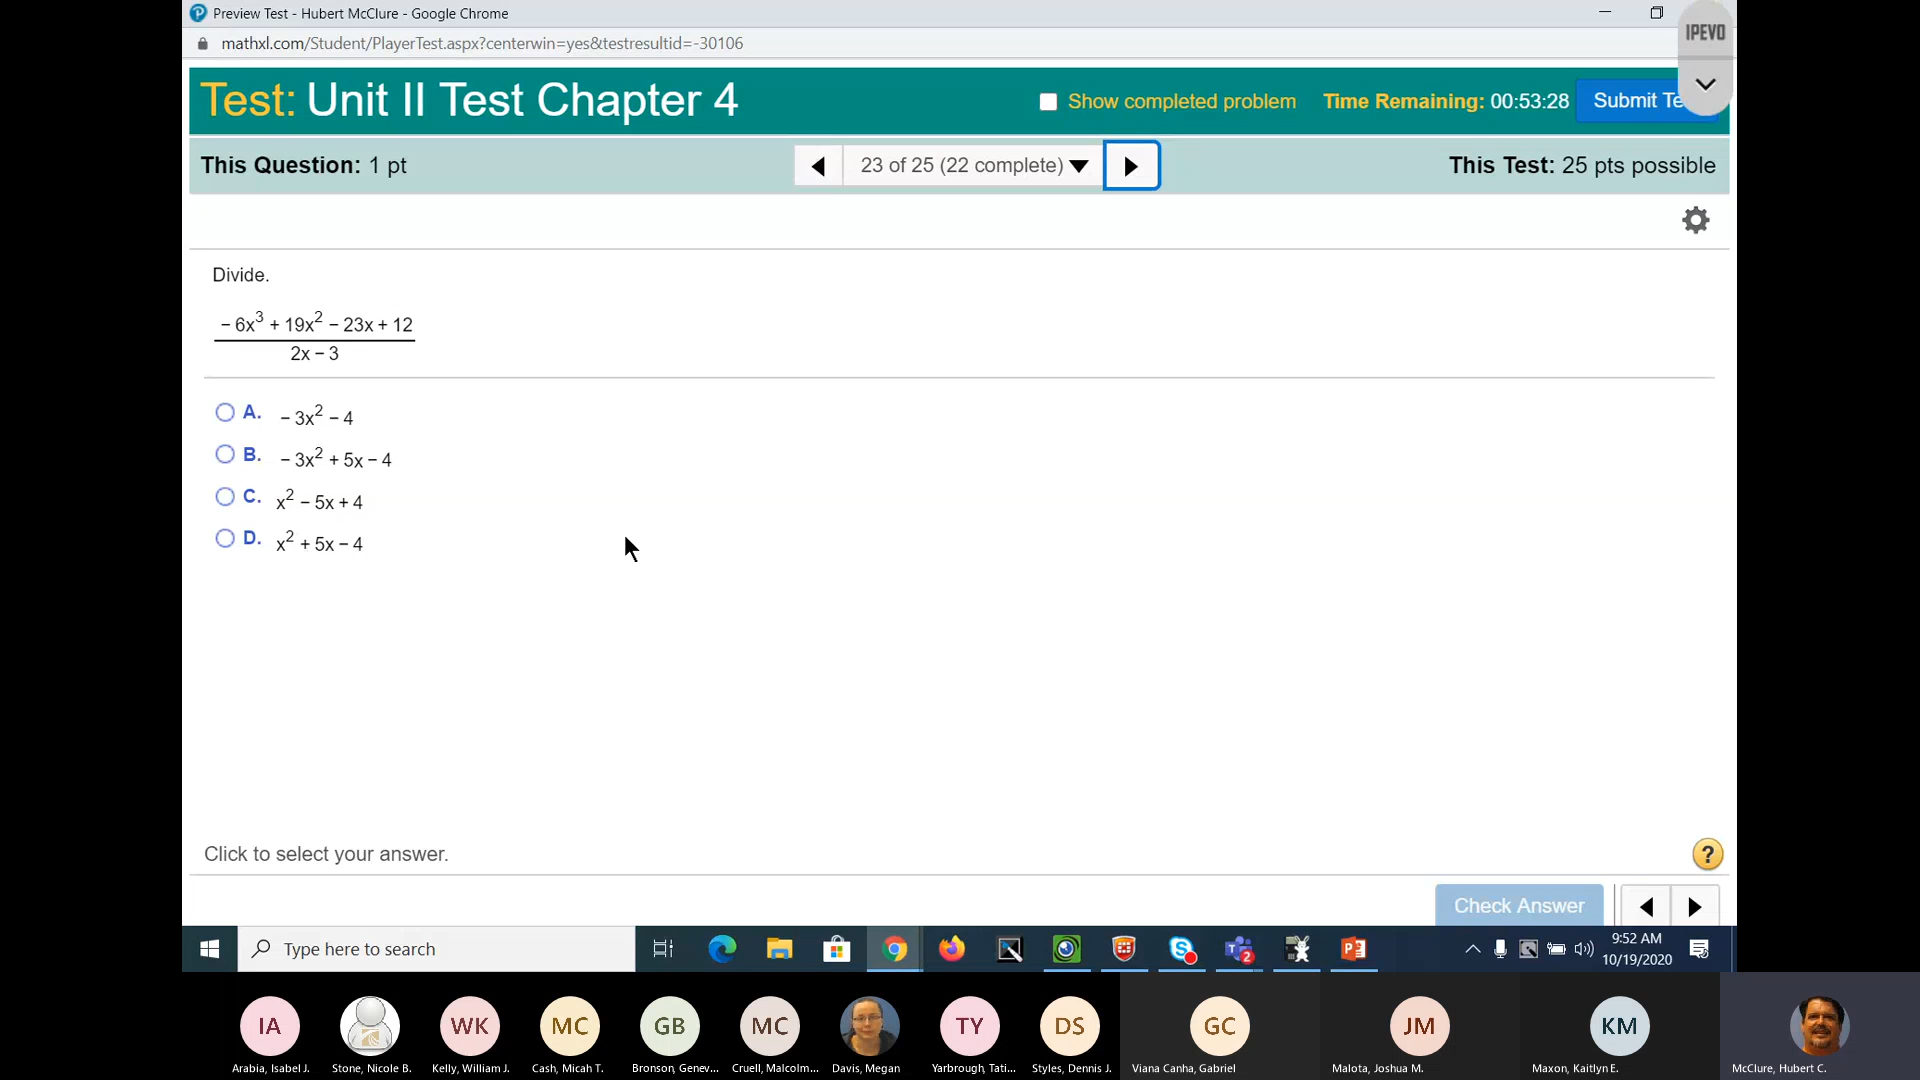 Preview Test - Hubert McClure - Google Chrome
IPEVO
mathxl.com/Student/PlayerTest.aspx?centerwin=yes&testresultid=-30106
Test: Unit II Test Chapter 4
Show completed problem
Time Remaining: 00:53:28
Submit Te
This Question: 1 pt
23 of 25 (22 complete)
This Test: 25 pts possible
Divide.
− 6x³ + 19x² − 23x + 12
2x − 3
A. − 3x² − 4
B. − 3x² + 5x − 4
C. x² − 5x + 4
D. x² + 5x − 4
Click to select your answer.
?
Check Answer
Type here to search
2
9:52 AM
10/19/2020
IA WK MC GB MC TY DS GC JM KM
Arabia, Isabel J. Stone, Nicole B. Kelly, William J. Cash, Micah T. Bronson, Genev... Cruell, Malcolm... Davis, Megan Yarbrough, Tati... Styles, Dennis J. Viana Canha, Gabriel Malota, Joshua M. Maxon, Kaitlyn E. McClure, Hubert C.